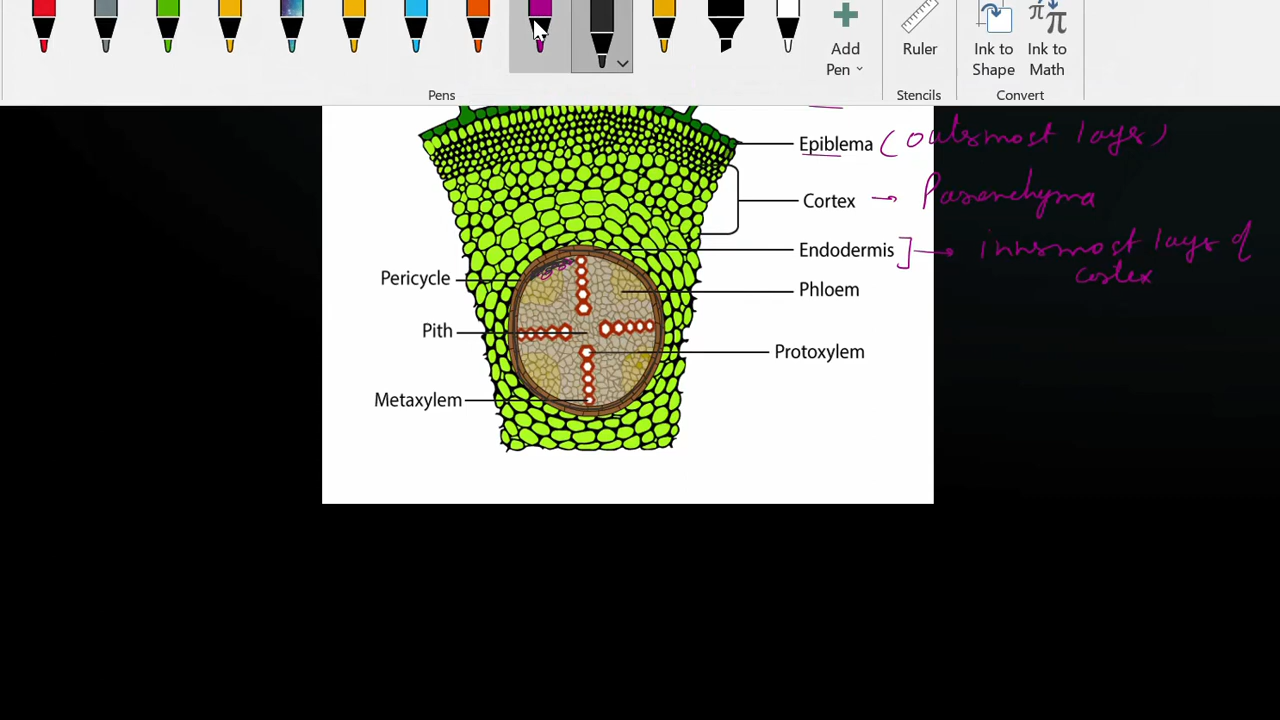 Add
Pen
Ruler
Ink to
Shape
Ink to
Math
Pens
Stencils
Convert
Epiblema (outermost layer)
Cortex → Parenchyma
Endodermis ] → innermost layer of
cortex
Pericycle
Phloem
Pith
Protoxylem
Metaxylem